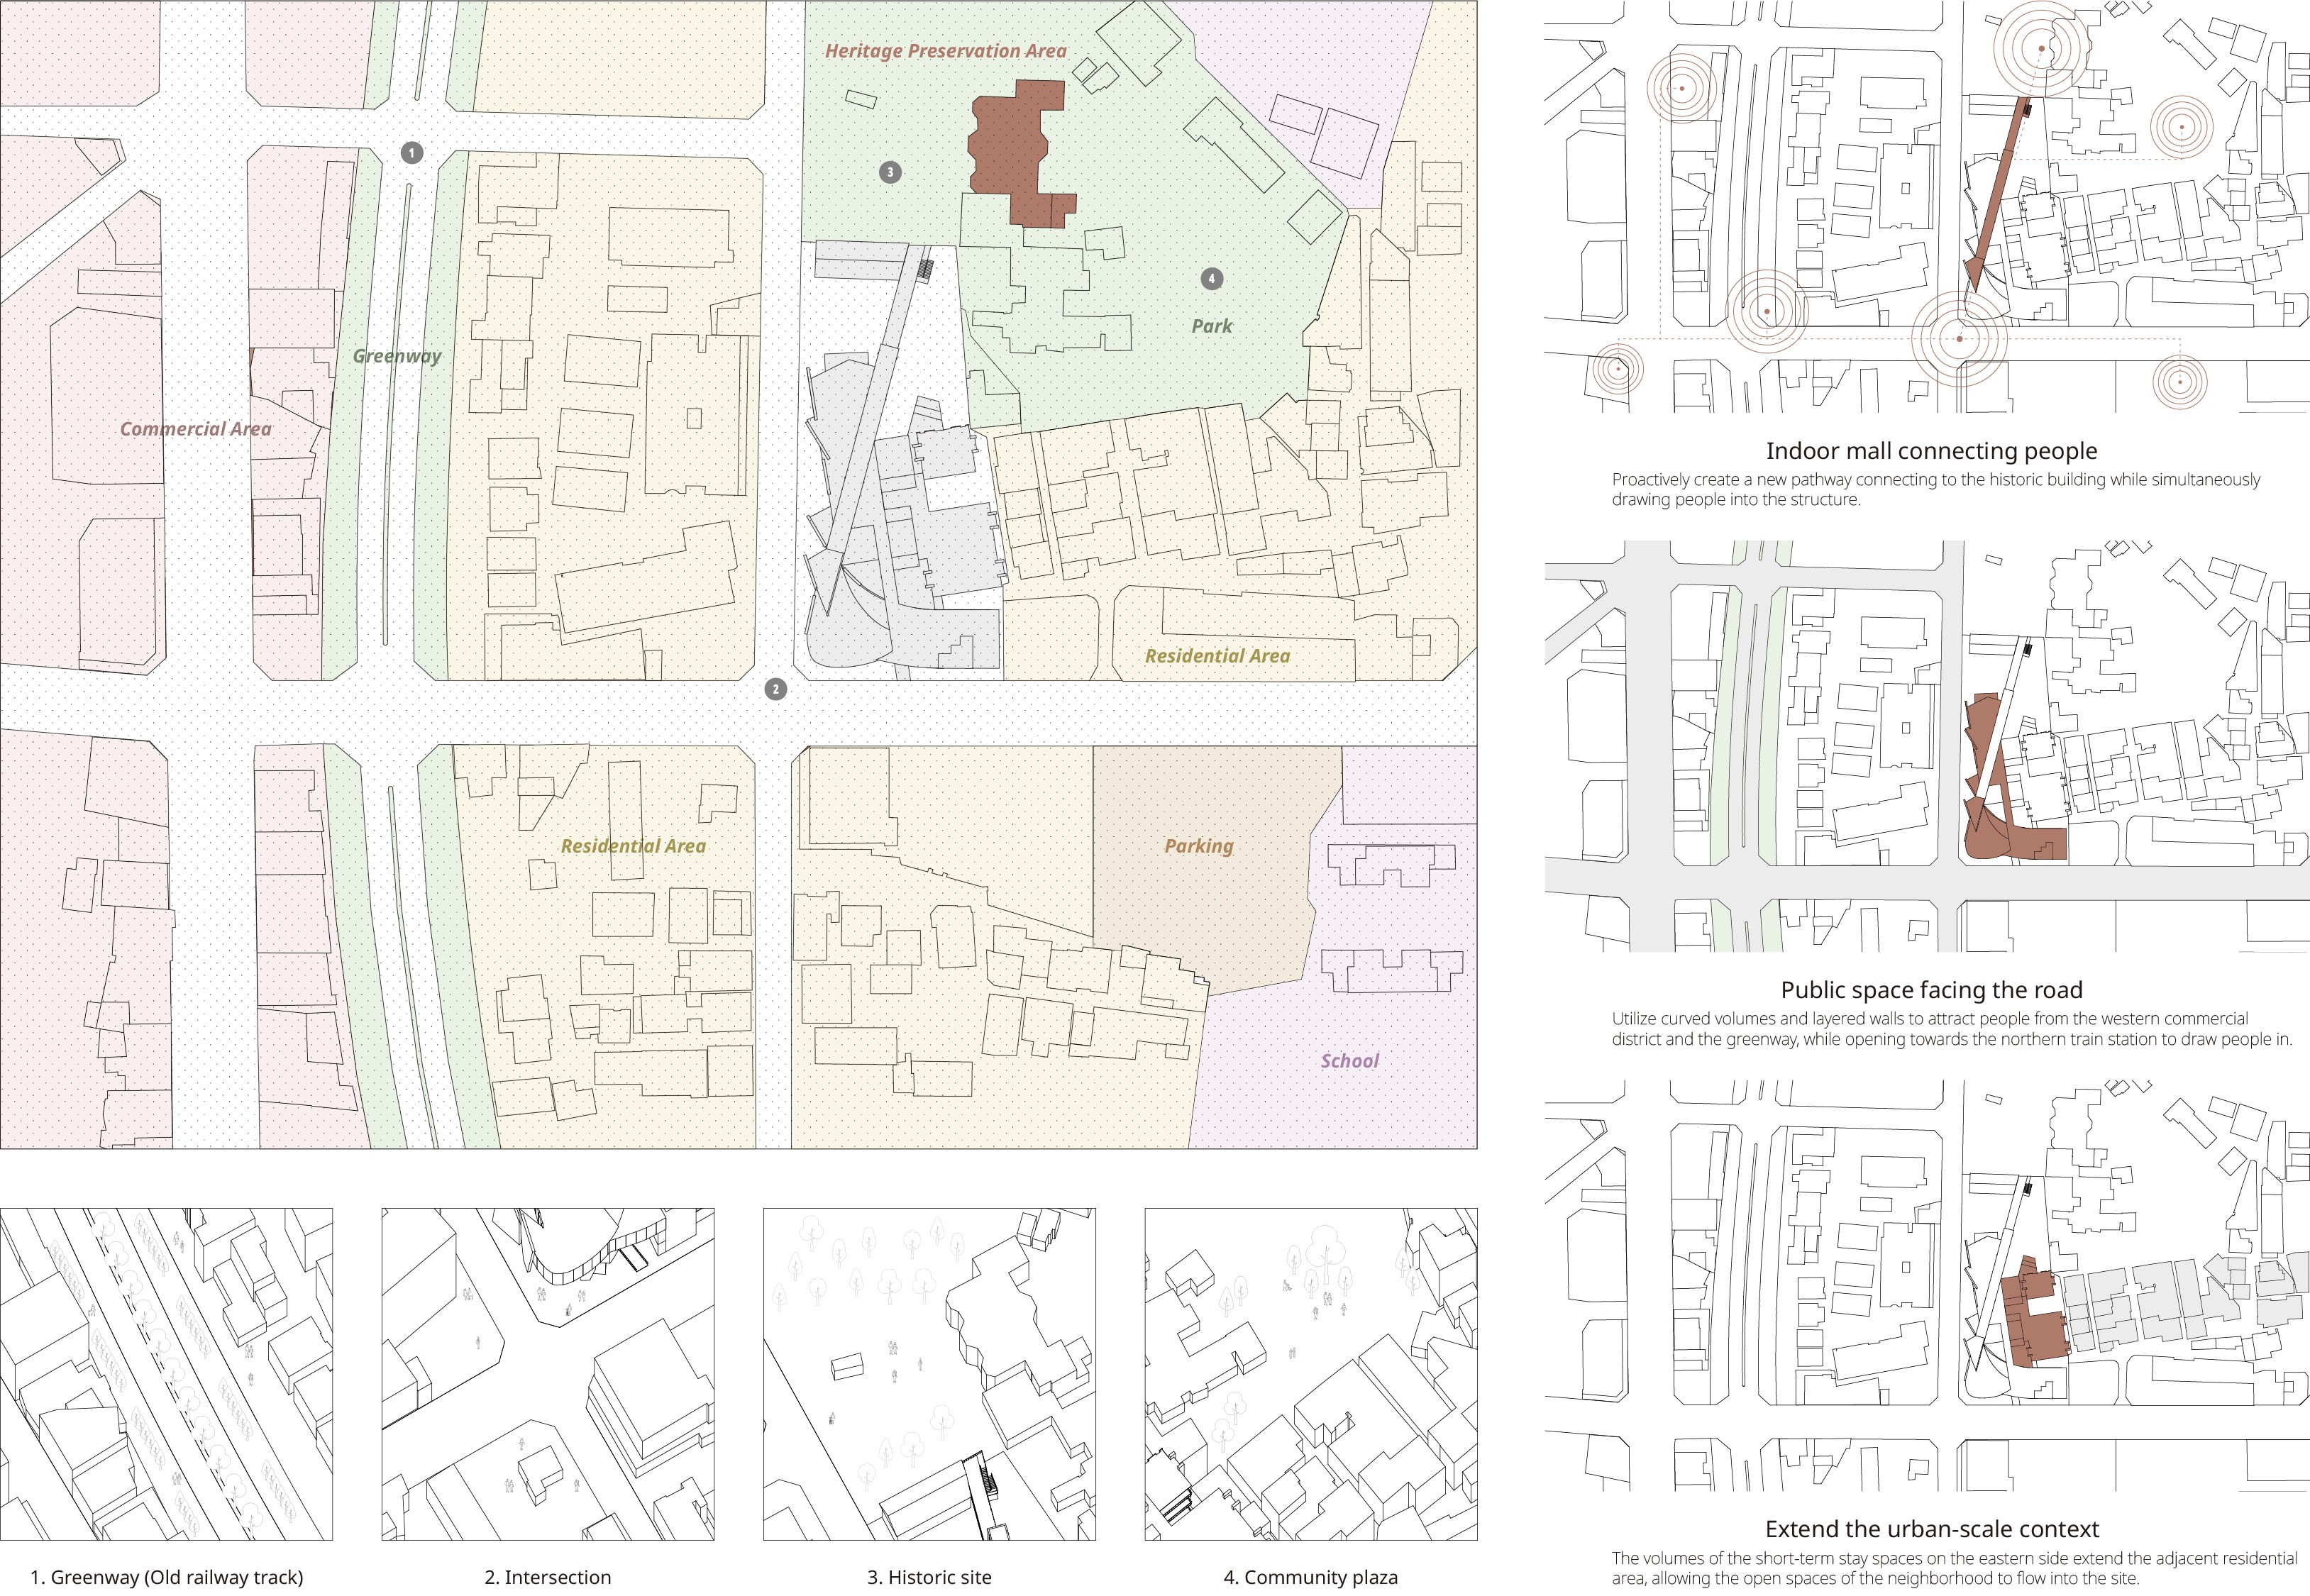 Heritage Preservation Area
1
3
4
Park
Greenway
Commercial Area
Residential Area
2
Residential Area
Parking
School
1. Greenway (Old railway track)
2. Intersection
3. Historic site
4. Community plaza
Indoor mall connecting people
Proactively create a new pathway connecting to the historic building while simultaneously
drawing people into the structure.
Public space facing the road
Utilize curved volumes and layered walls to attract people from the western commercial
district and the greenway, while opening towards the northern train station to draw people in.
Extend the urban-scale context
The volumes of the short-term stay spaces on the eastern side extend the adjacent residential
area, allowing the open spaces of the neighborhood to flow into the site.